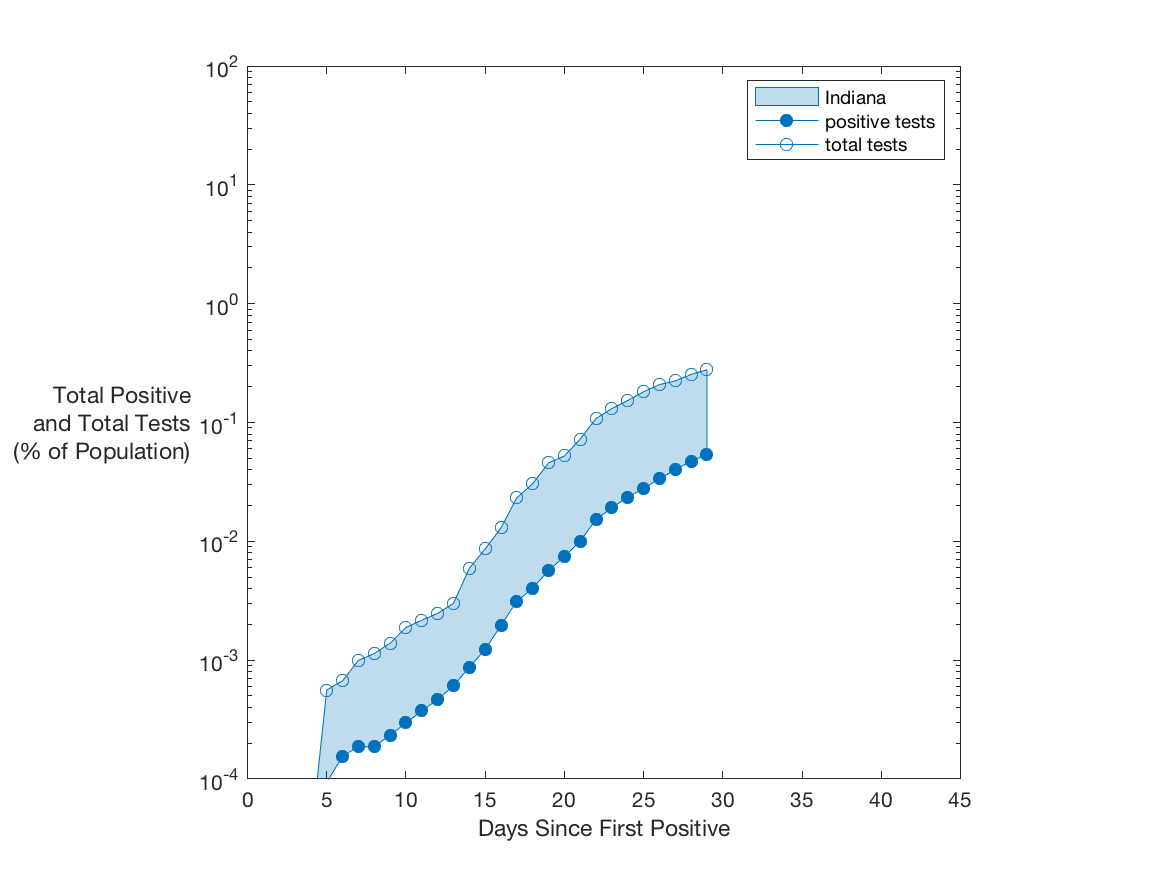 10^2
Indiana
positive tests
total tests
10^1
10^0
Total Positive
and Total Tests
(% of Population)
10^-1
10^-2
10^-3
10^-4
0 5 10 15 20 25 30 35 40 45
Days Since First Positive